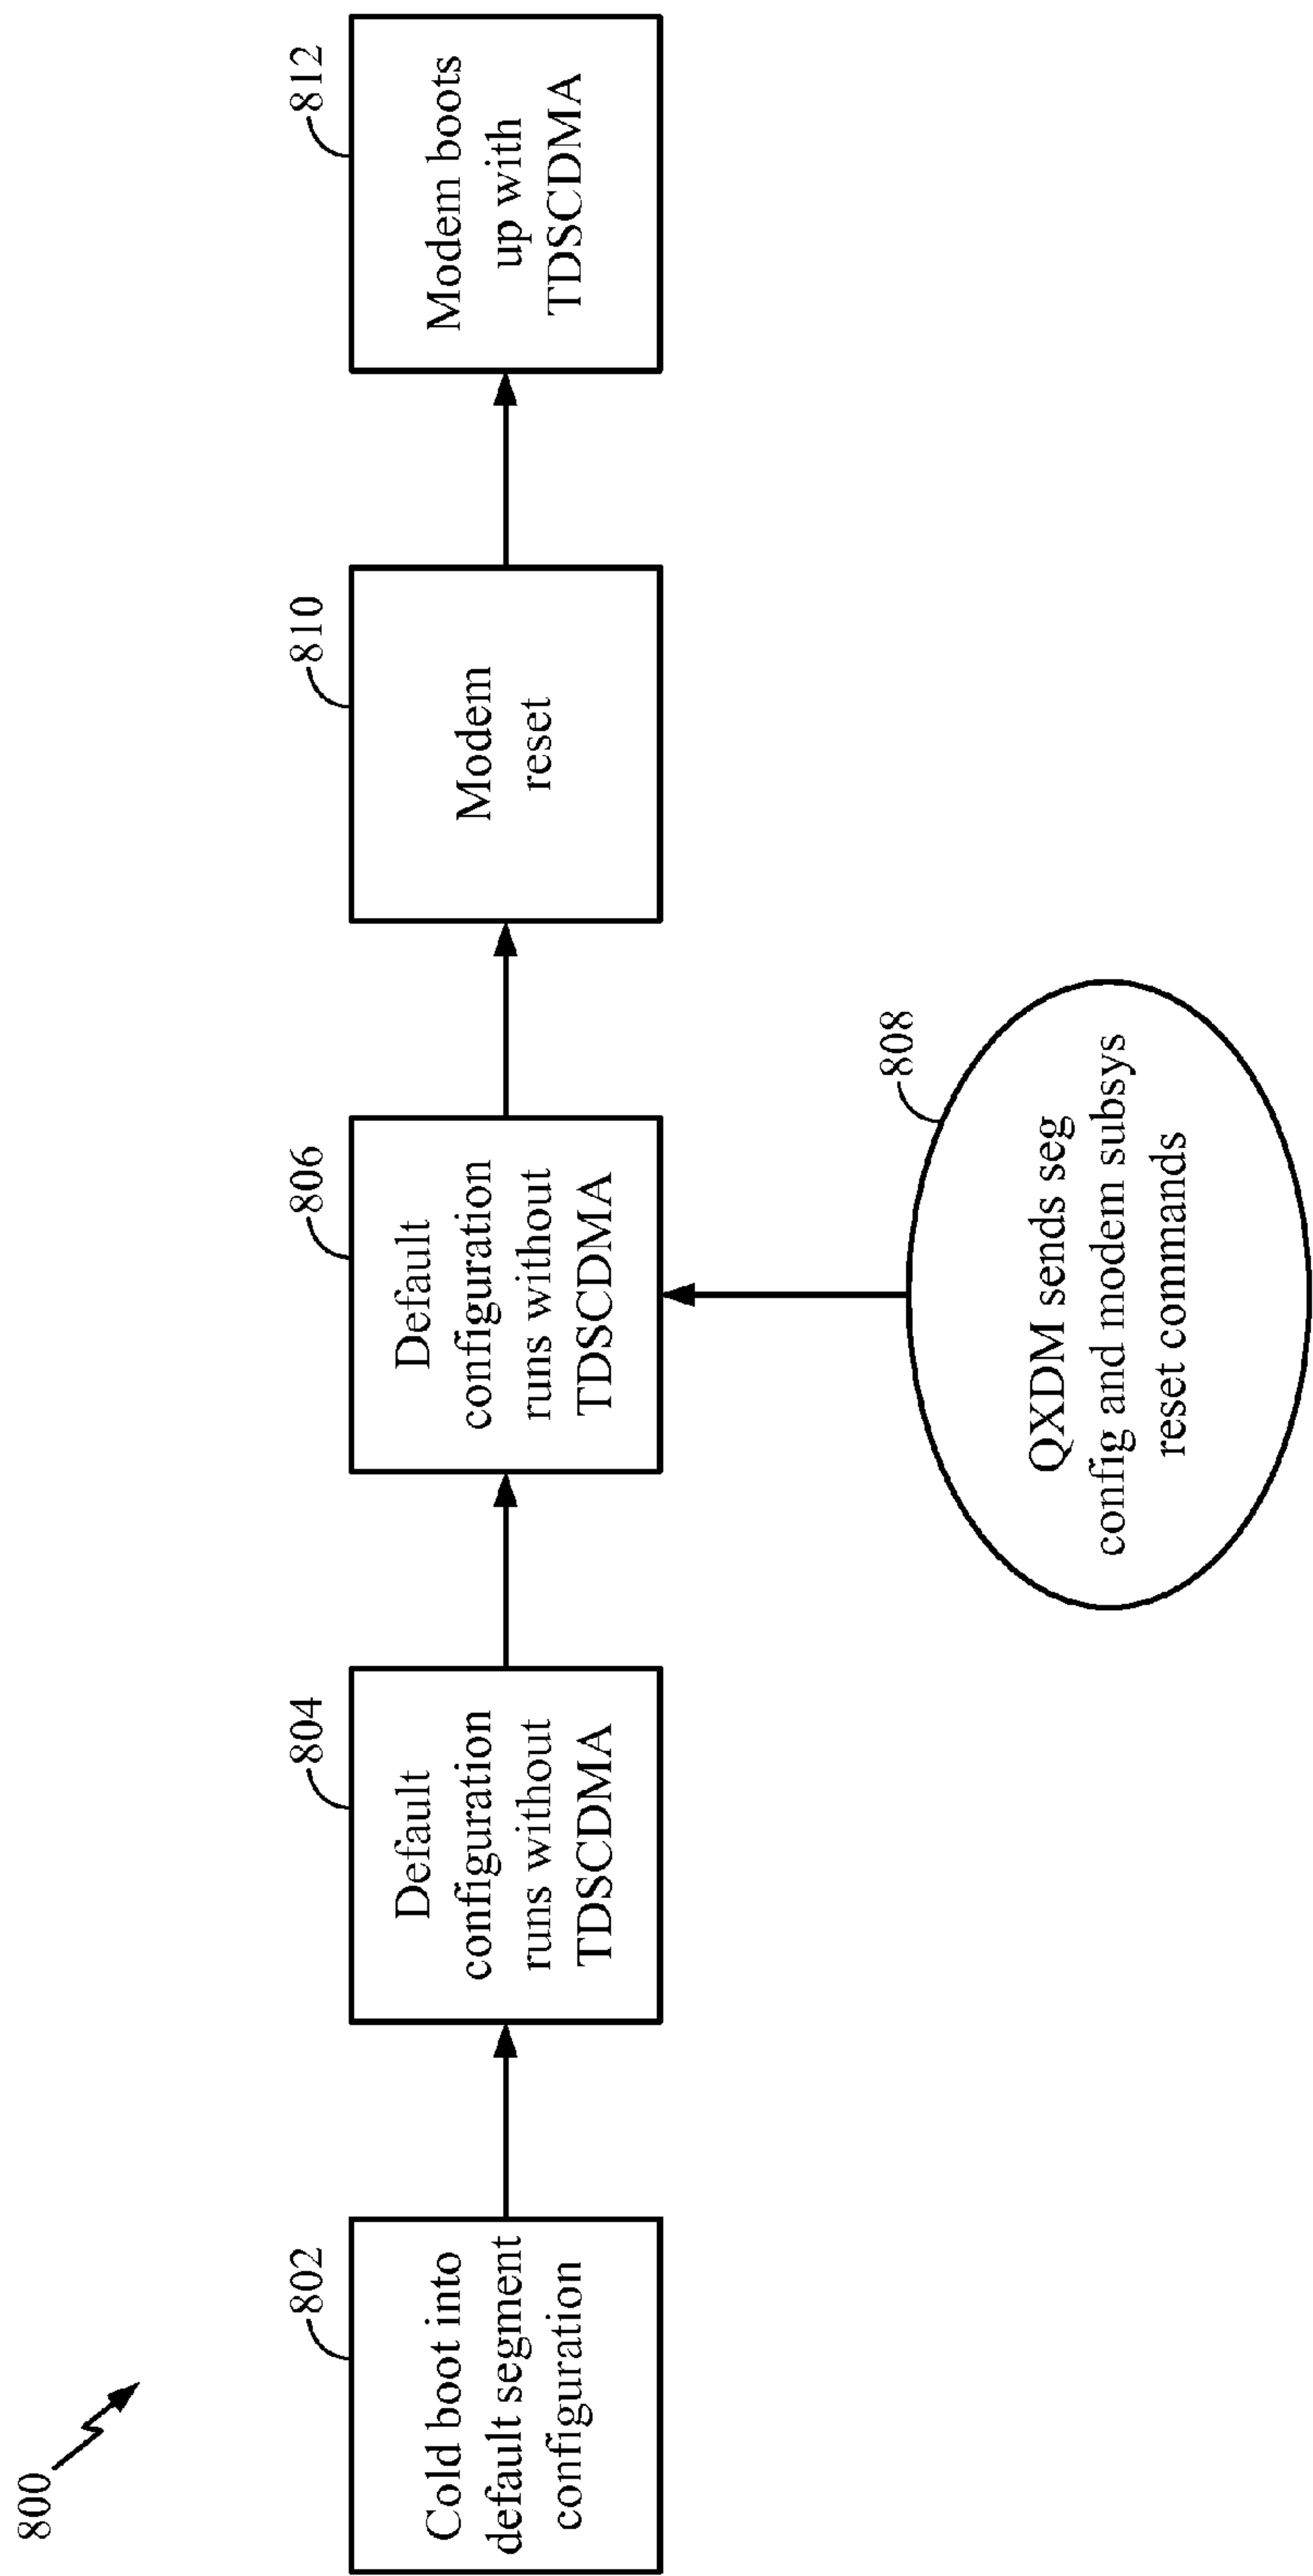 800
802
Cold boot into
default segment
configuration
804
Default
configuration
runs without
TDSCDMA
806
Default
configuration
runs without
TDSCDMA
808
QXDM sends seg
config and modem subsys
reset commands
810
Modem
reset
812
Modem boots
up with
TDSCDMA